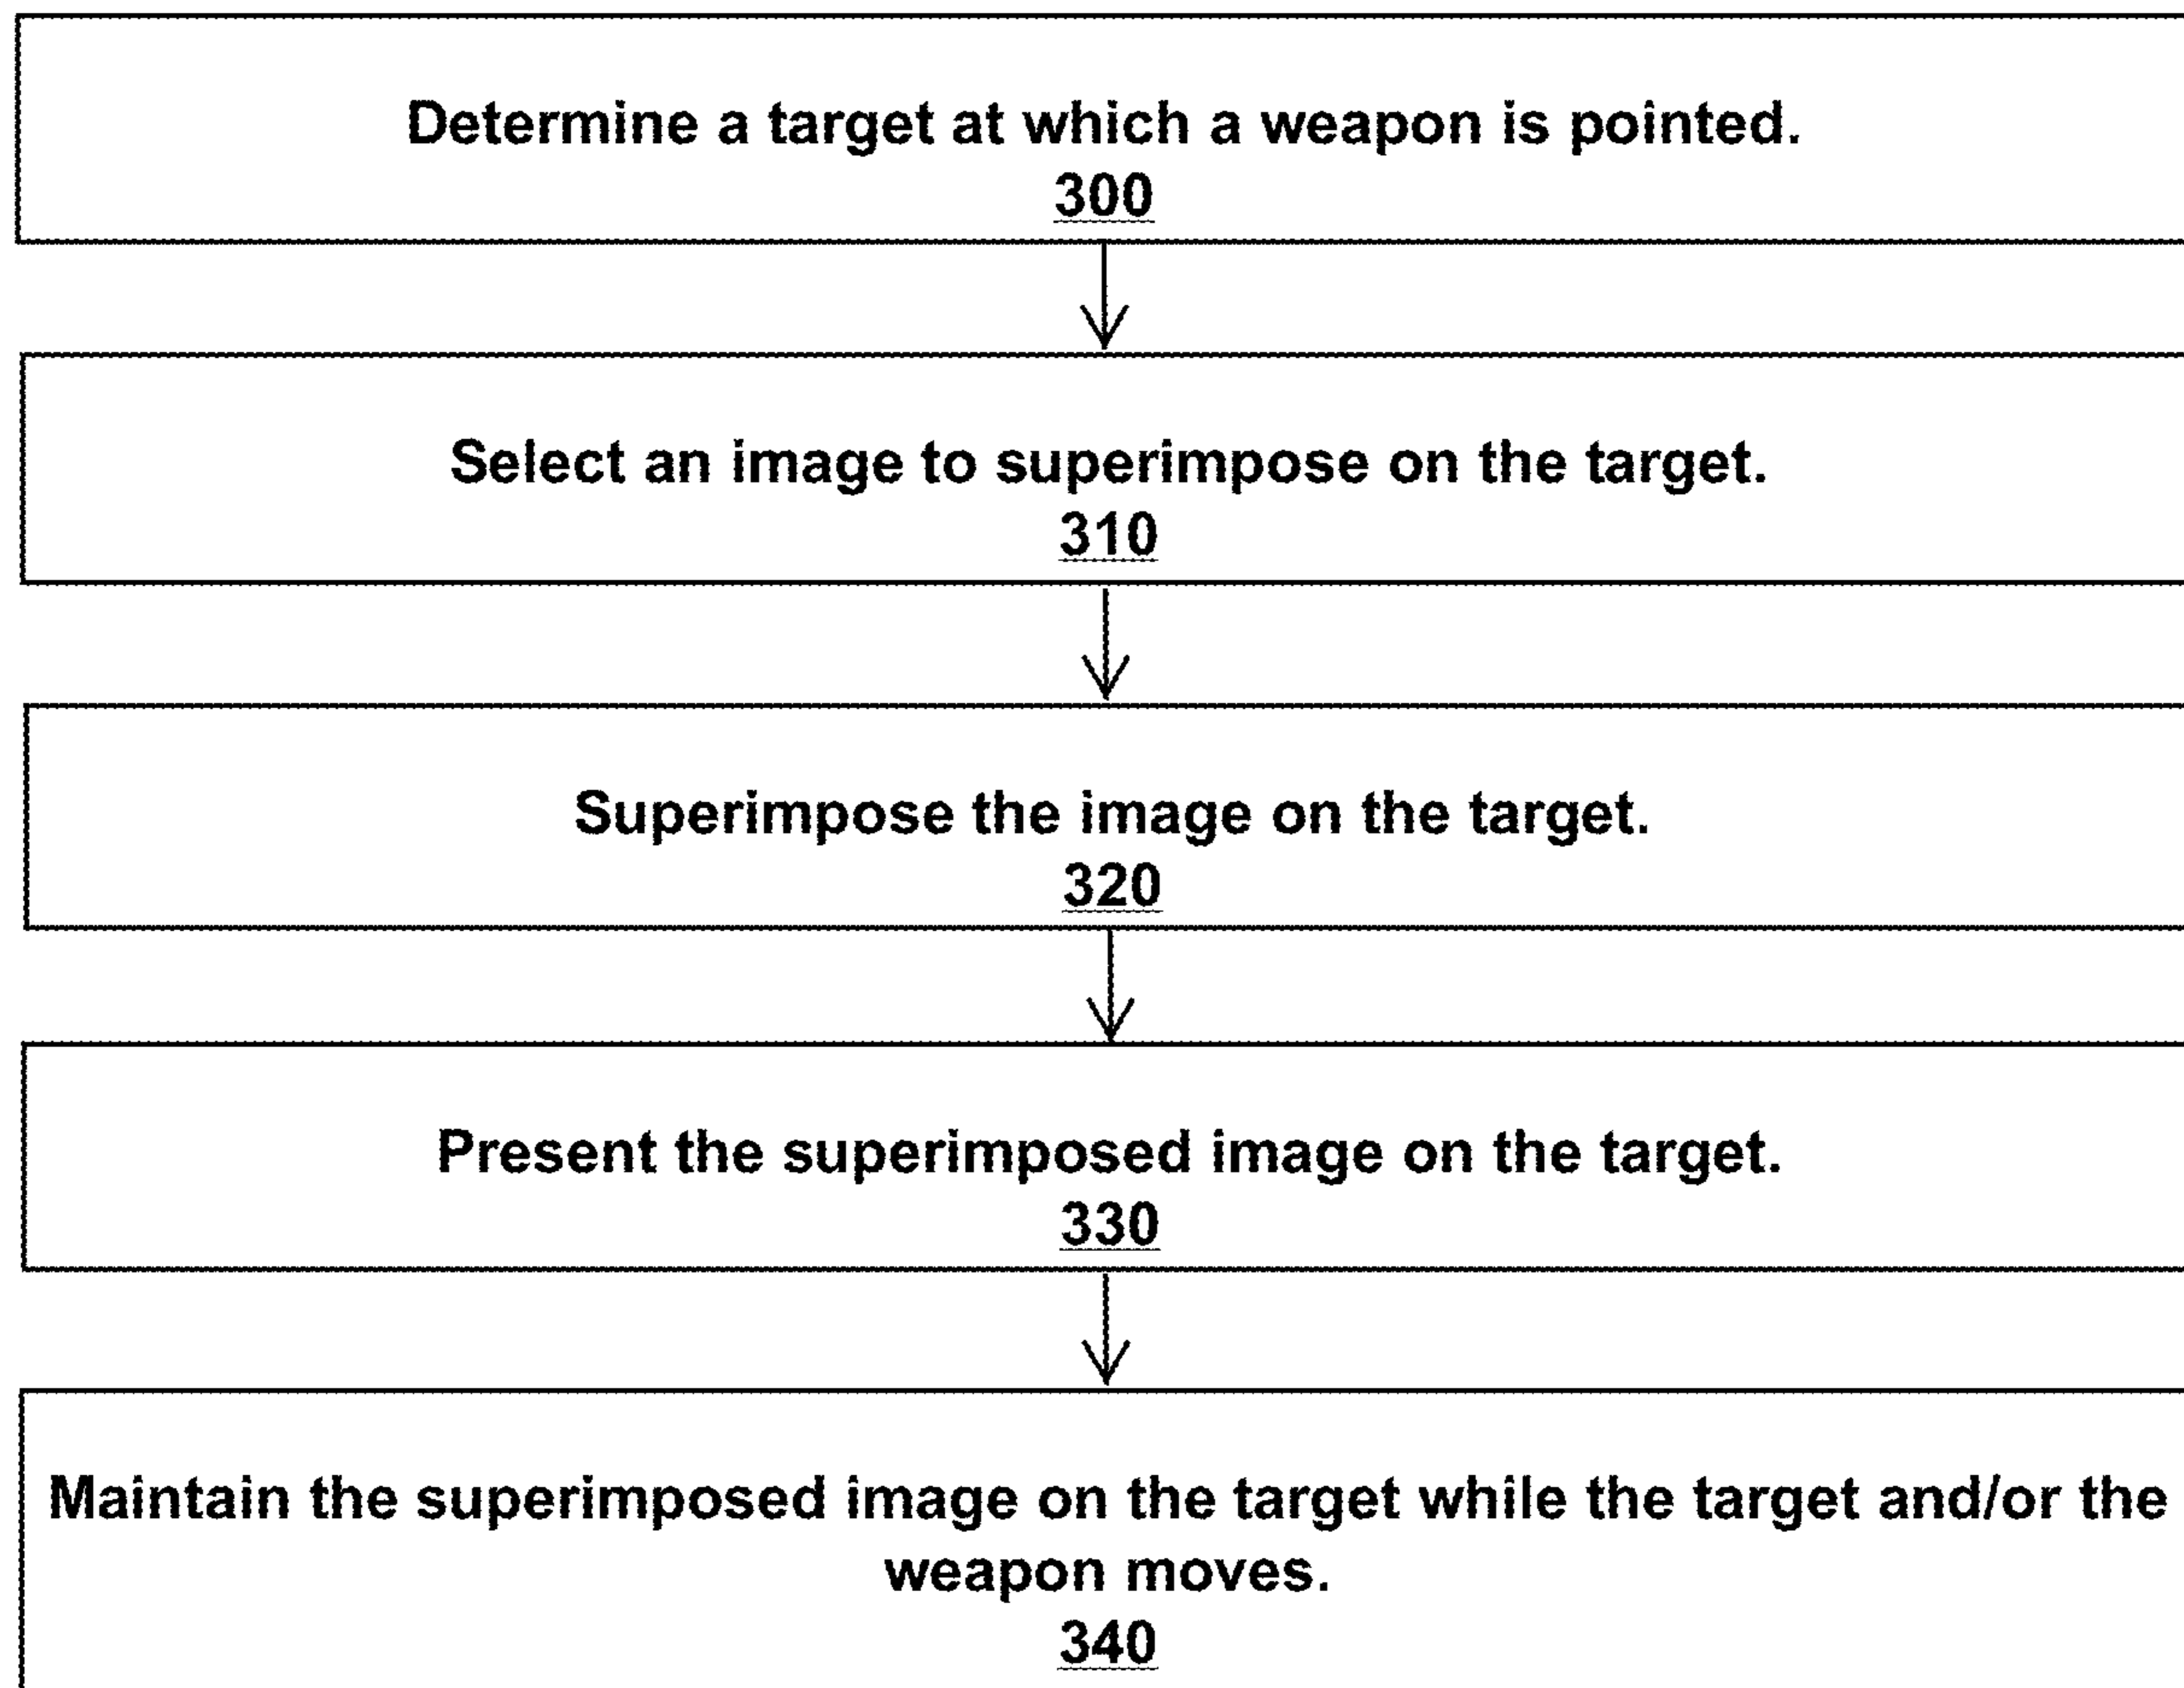 Determine a target at which a weapon is pointed.
300
Select an image to superimpose on the target.
310
Superimpose the image on the target.
320
Present the superimposed image on the target.
330
Maintain the superimposed image on the target while the target and/or the
weapon moves.
340